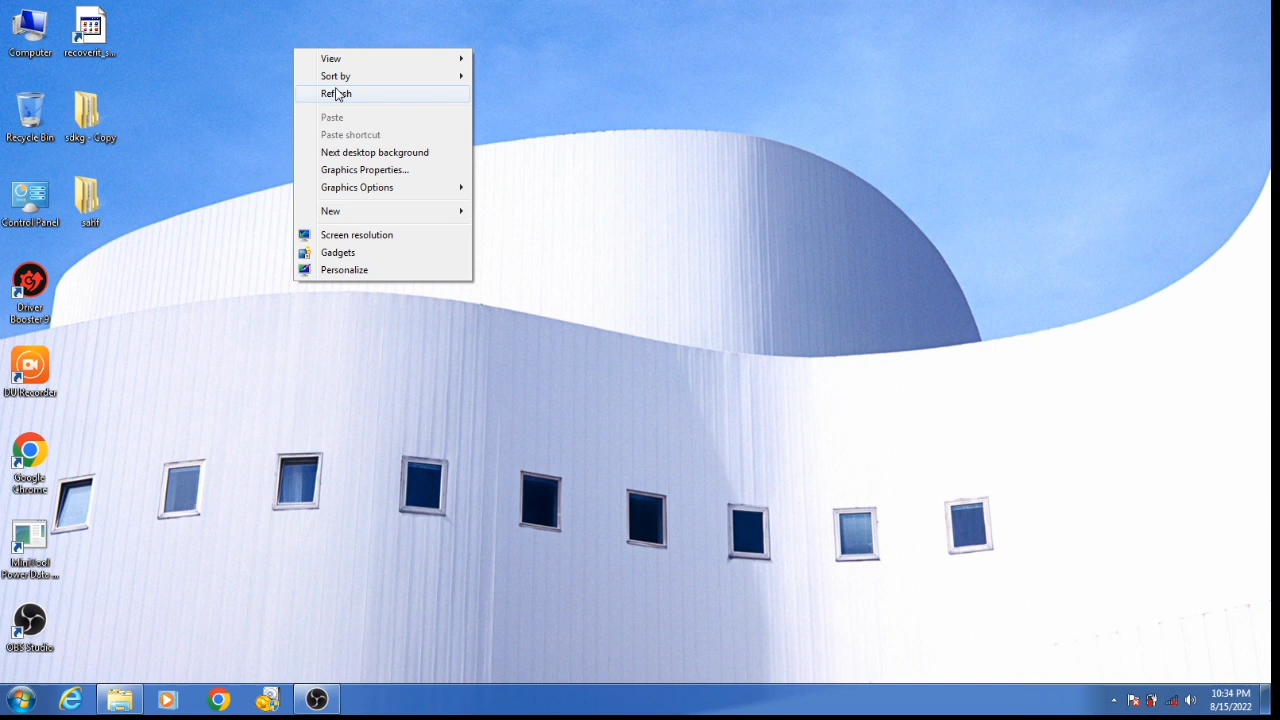 Computer
recoverit_s...
Recycle Bin
sdkg - Copy
Control Panel
sahf
Driver
Booster 9
DU Recorder
Google
Chrome
MiniTool
Power Data ...
OBS Studio
View
Sort by
Refresh
Paste
Paste shortcut
Next desktop background
Graphics Properties...
Graphics Options
New
Screen resolution
Gadgets
Personalize
10:34 PM
8/15/2022